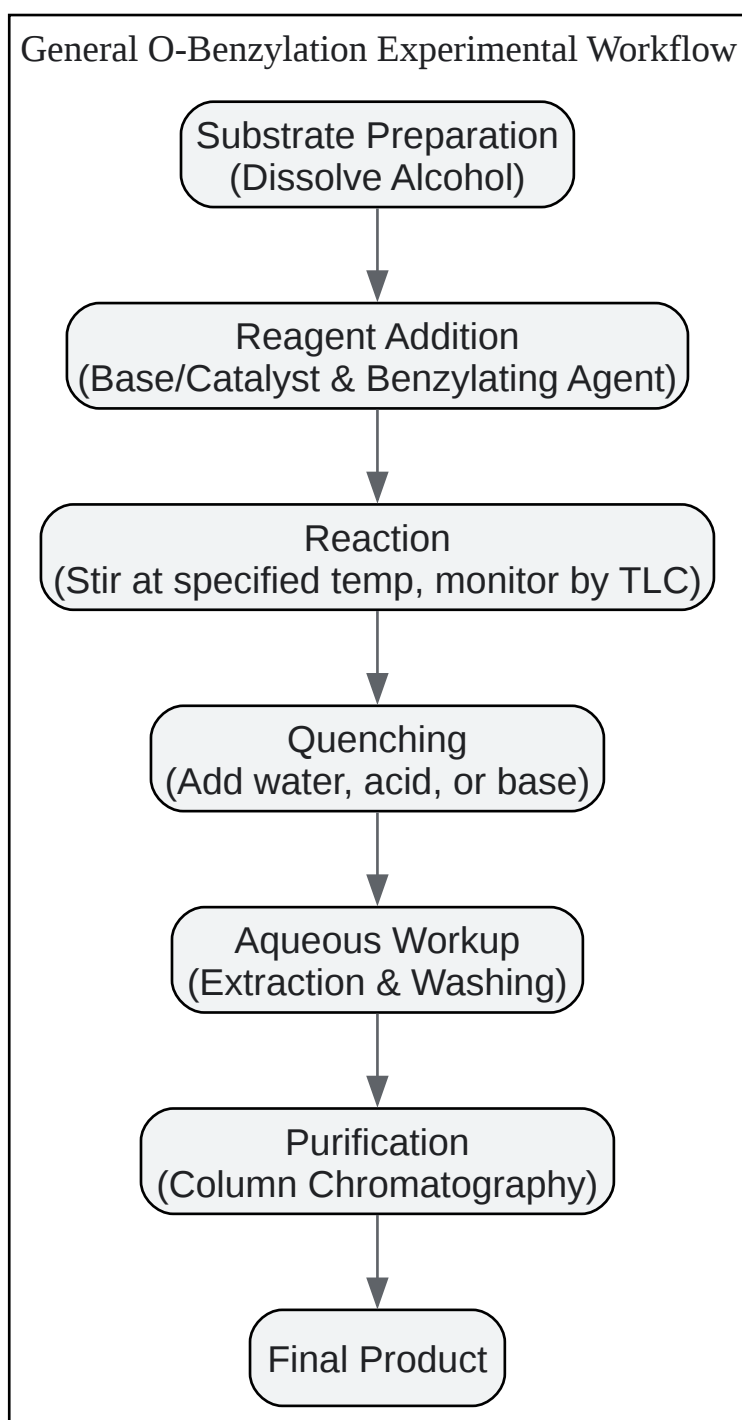 General O-Benzylation Experimental Workflow
Substrate Preparation
(Dissolve Alcohol)
Reagent Addition
(Base/Catalyst & Benzylating Agent)
Reaction
(Stir at specified temp, monitor by TLC)
Quenching
(Add water, acid, or base)
Aqueous Workup
(Extraction & Washing)
Purification
(Column Chromatography)
Final Product